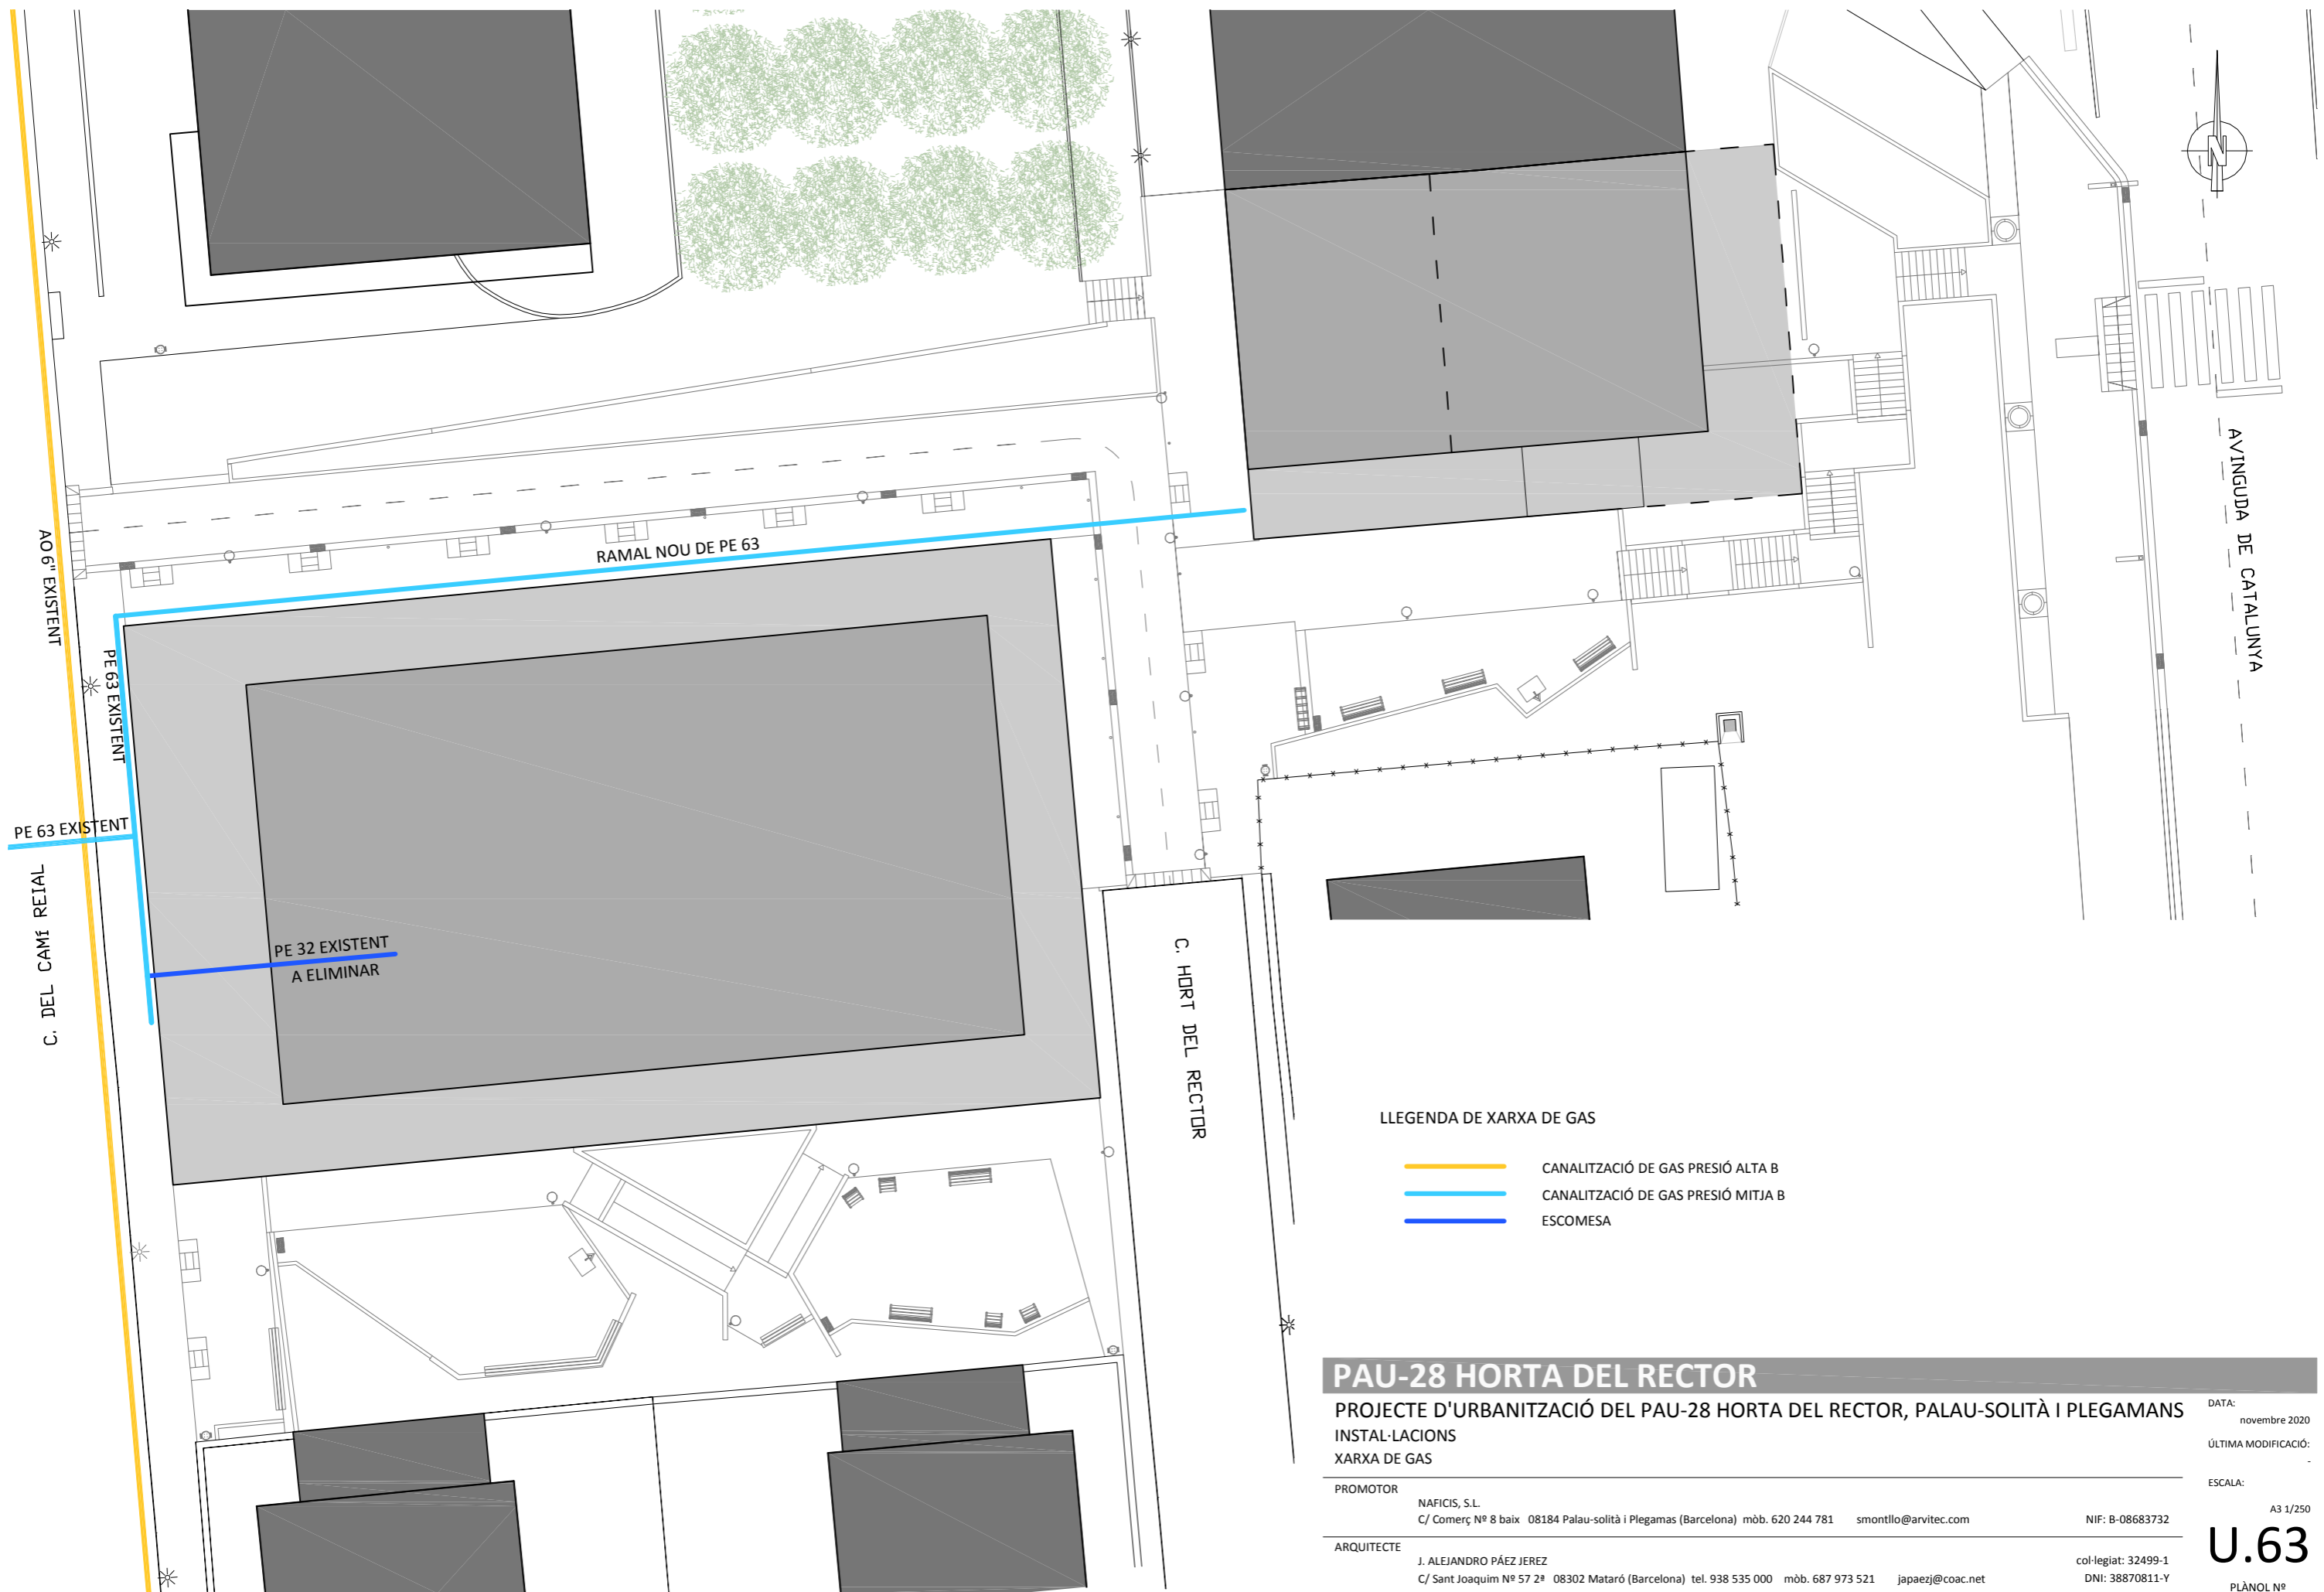 RAMAL NOU DE PE 63
AO 6" EXISTENT
PE 63 EXISTENT
PE 63 EXISTENT
C. DEL CAMÍ REIAL
PE 32 EXISTENT
A ELIMINAR
C. HORT DEL RECTOR
AVINGUDA DE CATALUNYA
N
LLEGENDA DE XARXA DE GAS
CANALITZACIÓ DE GAS PRESIÓ ALTA B
CANALITZACIÓ DE GAS PRESIÓ MITJA B
ESCOMESA
PAU-28 HORTA DEL RECTOR
PROJECTE D'URBANITZACIÓ DEL PAU-28 HORTA DEL RECTOR, PALAU-SOLITÀ I PLEGAMANS
INSTAL·LACIONS
XARXA DE GAS
PROMOTOR
NAFICIS, S.L.
C/ Comerç Nº 8 baix 08184 Palau-solità i Plegamas (Barcelona) mòb. 620 244 781 smontllo@arvitec.com NIF: B-08683732
ARQUITECTE
J. ALEJANDRO PÁEZ JEREZ col·legiat: 32499-1
C/ Sant Joaquim Nº 57 2ª 08302 Mataró (Barcelona) tel. 938 535 000 mòb. 687 973 521 japaezj@coac.net DNI: 38870811-Y
DATA:
novembre 2020
ÚLTIMA MODIFICACIÓ:
-
ESCALA:
A3 1/250
U.63
PLÀNOL Nº